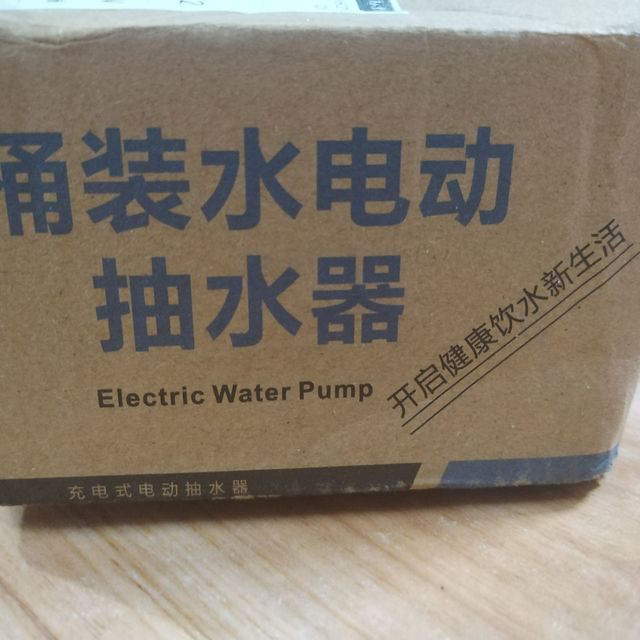 桶装水电动
抽水器
Electric Water Pump
开启健康饮水新生活
充电式电动抽水器